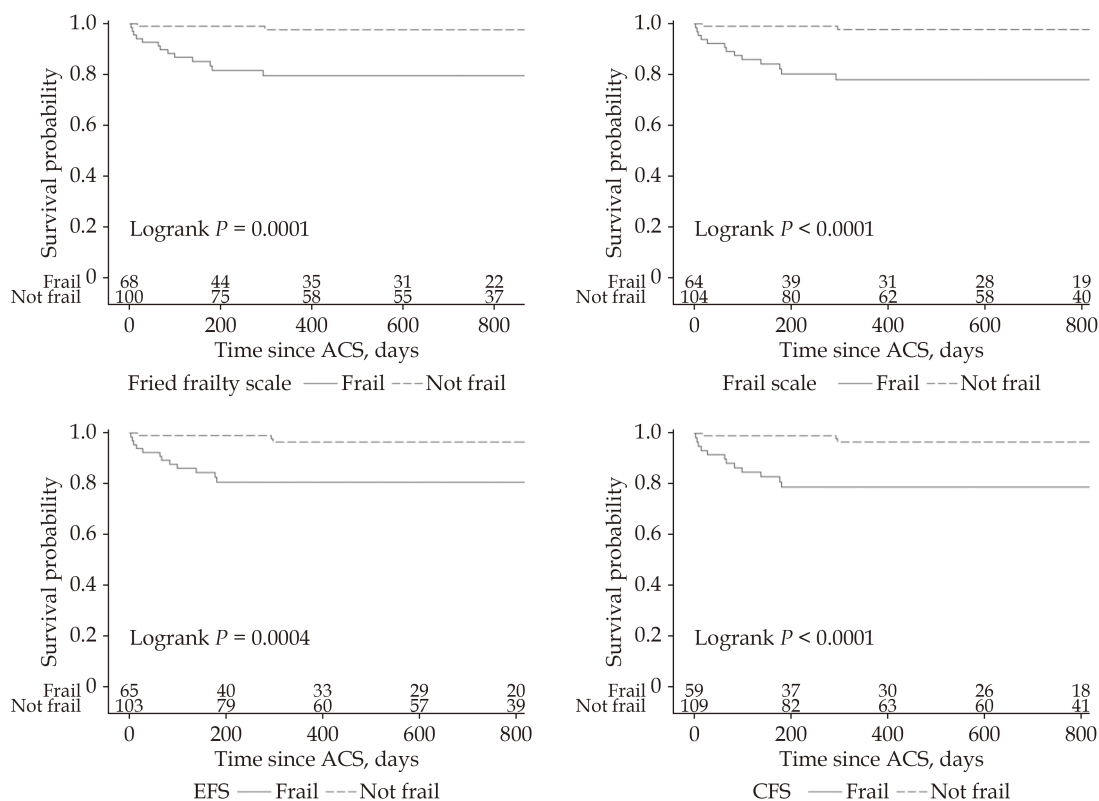 1.0
0.8
0.6
0.4
0.2
0
Survival probability
Logrank P = 0.0001
Frail 68 44 35 31 22
Not frail 100 75 58 55 37
0 200 400 600 800
Time since ACS, days
Fried frailty scale Frail Not frail
1.0
0.8
0.6
0.4
0.2
0
Survival probability
Logrank P < 0.0001
Frail 64 39 31 28 19
Not frail 104 80 62 58 40
0 200 400 600 800
Time since ACS, days
Frail scale Frail Not frail
1.0
0.8
0.6
0.4
0.2
0
Survival probability
Logrank P = 0.0004
Frail 65 40 33 29 20
Not frail 103 79 60 57 39
0 200 400 600 800
Time since ACS, days
EFS Frail Not frail
1.0
0.8
0.6
0.4
0.2
0
Survival probability
Logrank P < 0.0001
Frail 59 37 30 26 18
Not frail 109 82 63 60 41
0 200 400 600 800
Time since ACS, days
CFS Frail Not frail